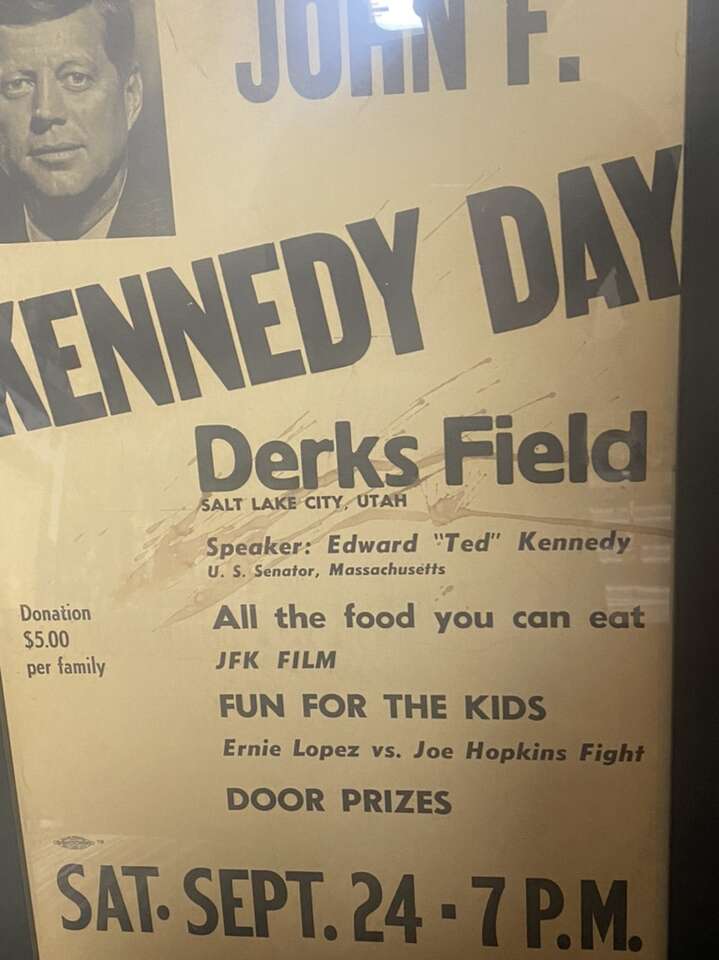 JOHN F.
KENNEDY DAY
Derks Field
SALT LAKE CITY, UTAH
Speaker: Edward "Ted" Kennedy
U. S. Senator, Massachusetts
Donation
$5.00
per family
All the food you can eat
JFK FILM
FUN FOR THE KIDS
Ernie Lopez vs. Joe Hopkins Fight
DOOR PRIZES
SAT. SEPT. 24 - 7 P.M.